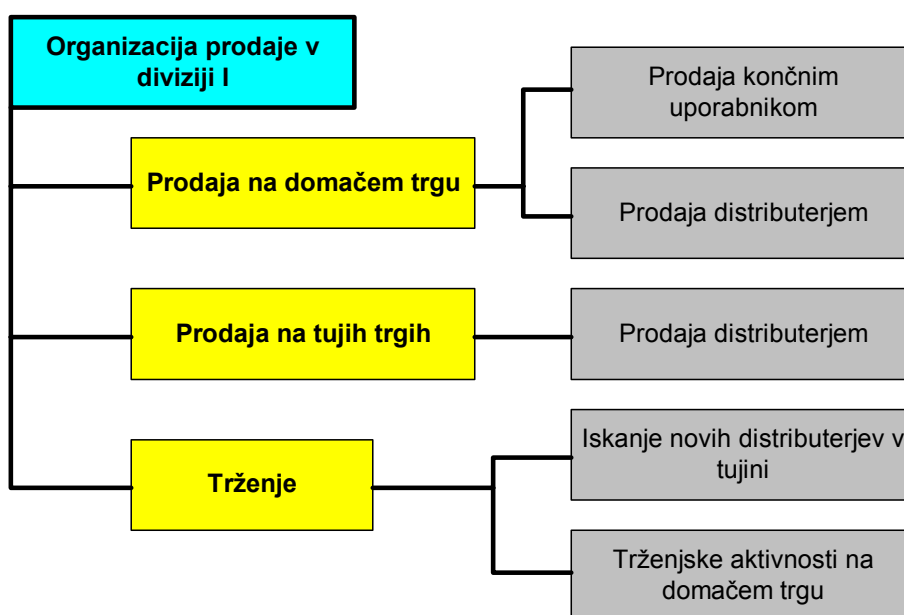 Organizacija prodaje v
diviziji I
Prodaja na domačem trgu
Prodaja končnim
uporabnikom
Prodaja distributerjem
Prodaja na tujih trgih
Prodaja distributerjem
Trženje
Iskanje novih distributerjev v
tujini
Trženjske aktivnosti na
domačem trgu